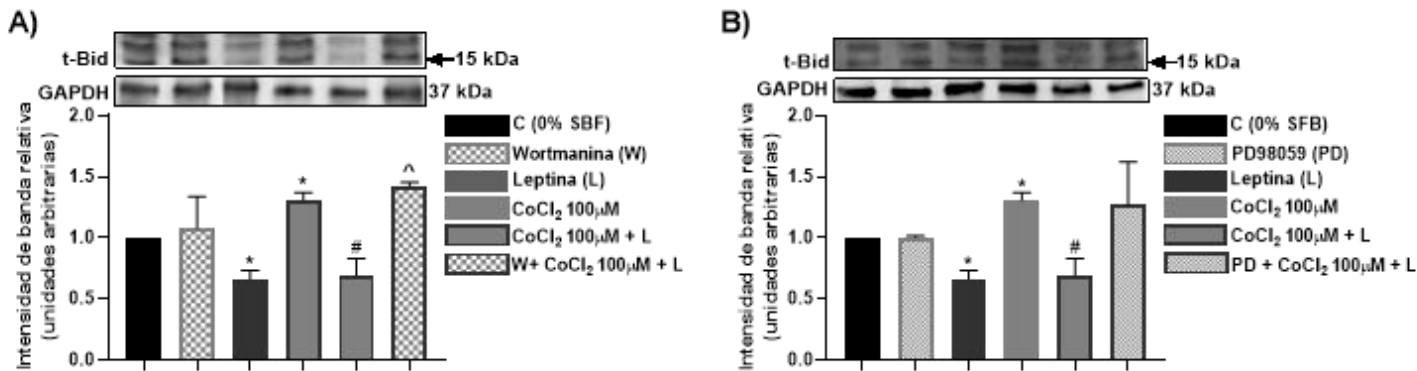 A)
t-Bid
15 kDa
GAPDH
37 kDa
Intensidad de banda relativa
(unidades arbitrarias)
2.0
1.5
1.0
0.5
0.0
*
*
#
^
C (0% SBF)
Wortmanina (W)
Leptina (L)
CoCl₂ 100μM
CoCl₂ 100μM + L
W+ CoCl₂ 100μM + L
B)
t-Bid
15 kDa
GAPDH
37 kDa
Intensidad de banda relativa
(unidades arbitrarias)
2.0
1.5
1.0
0.5
0.0
*
*
#
C (0% SFB)
PD98059 (PD)
Leptina (L)
CoCl₂ 100μM
CoCl₂ 100μM + L
PD + CoCl₂ 100μM + L